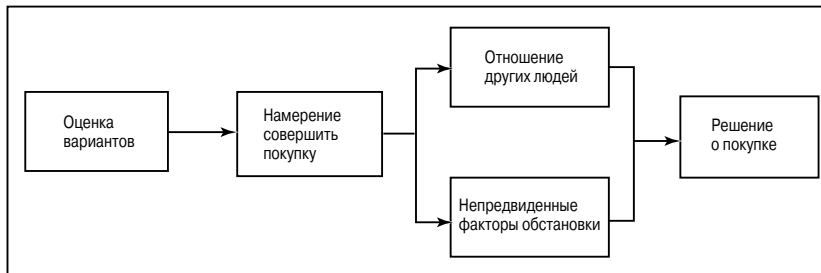 Оценка
вариантов
Намерение
совершить
покупку
Отношение
других людей
Непредвиденные
факторы обстановки
Решение
о покупке